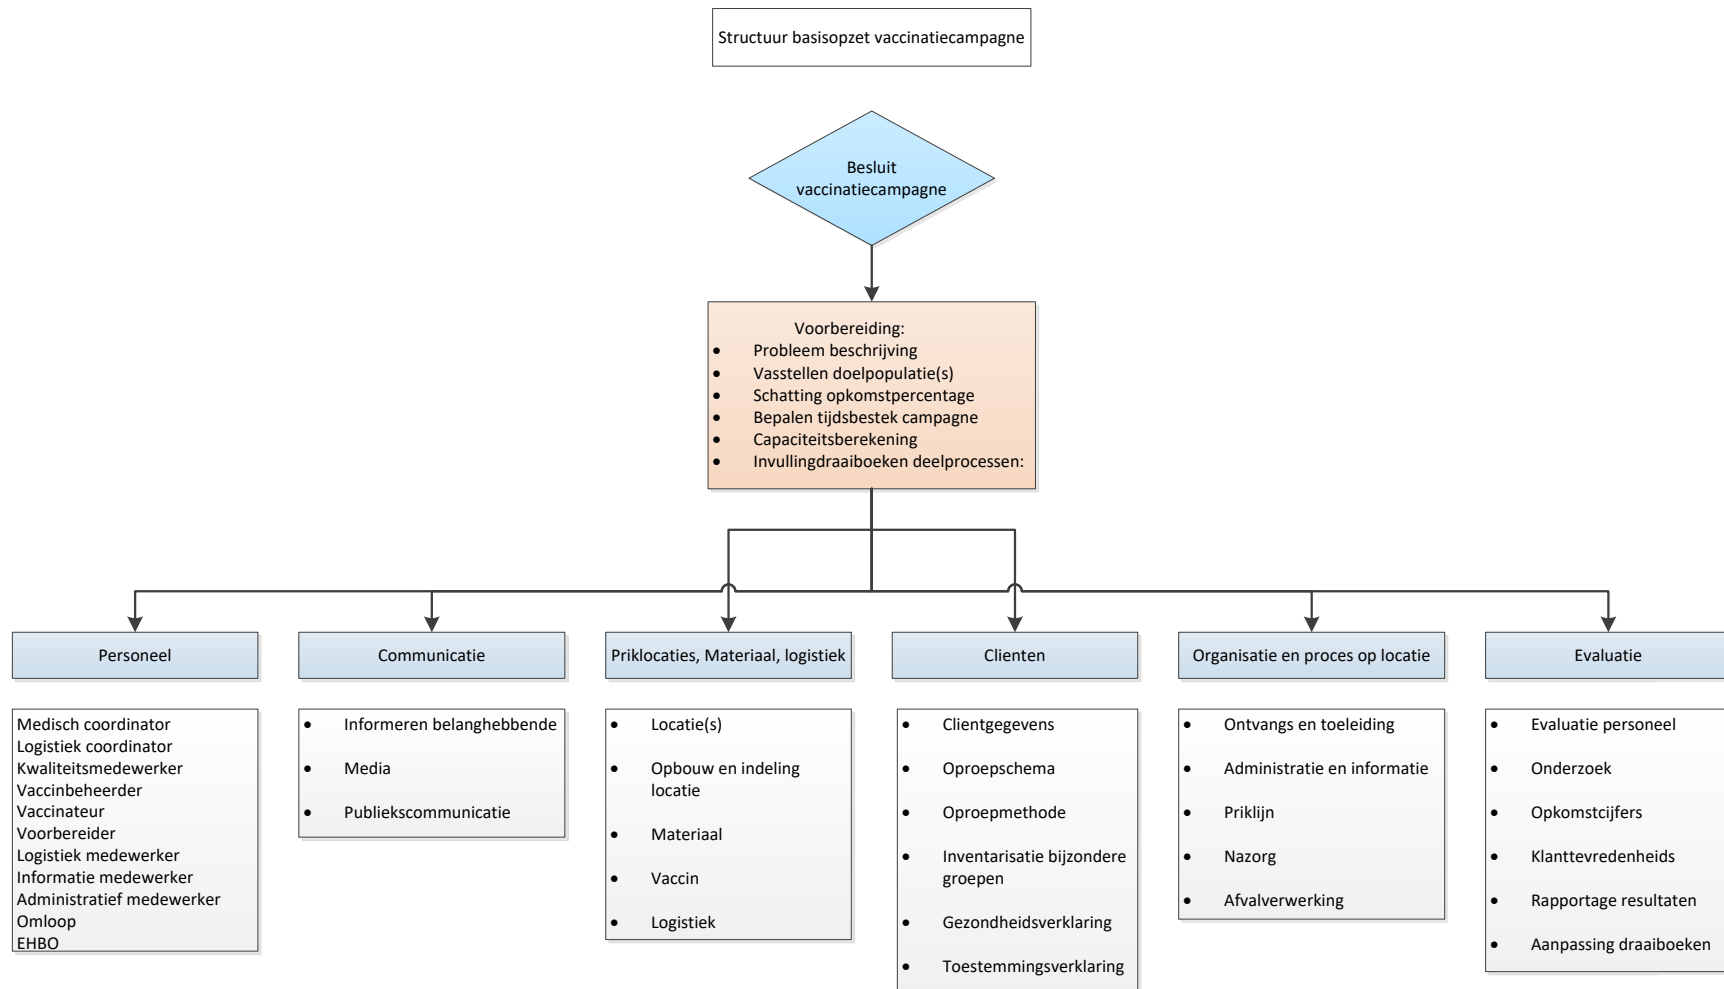 Structuur basisopzet vaccinatiecampagne
Besluit
vaccinatiecampagne
Voorbereiding:
• Probleem beschrijving
• Vasstellen doelpopulatie(s)
• Schatting opkomstpercentage
• Bepalen tijdsbestek campagne
• Capaciteitsberekening
• Invullingdraaiboeken deelprocessen:
Personeel
Medisch coordinator
Logistiek coordinator
Kwaliteitsmedewerker
Vaccinbeheerder
Vaccinateur
Voorbereider
Logistiek medewerker
Informatie medewerker
Administratief medewerker
Omloop
EHBO
Communicatie
• Informeren belanghebbende
• Media
• Publiekscommunicatie
Priklocaties, Materiaal, logistiek
• Locatie(s)
• Opbouw en indeling
locatie
• Materiaal
• Vaccin
• Logistiek
Clienten
• Clientgegevens
• Oproepschema
• Oproepmethode
• Inventarisatie bijzondere
groepen
• Gezondheidsverklaring
• Toestemmingsverklaring
Organisatie en proces op locatie
• Ontvangs en toeleiding
• Administratie en informatie
• Priklijn
• Nazorg
• Afvalverwerking
Evaluatie
• Evaluatie personeel
• Onderzoek
• Opkomstcijfers
• Klanttevredenheids
• Rapportage resultaten
• Aanpassing draaiboeken